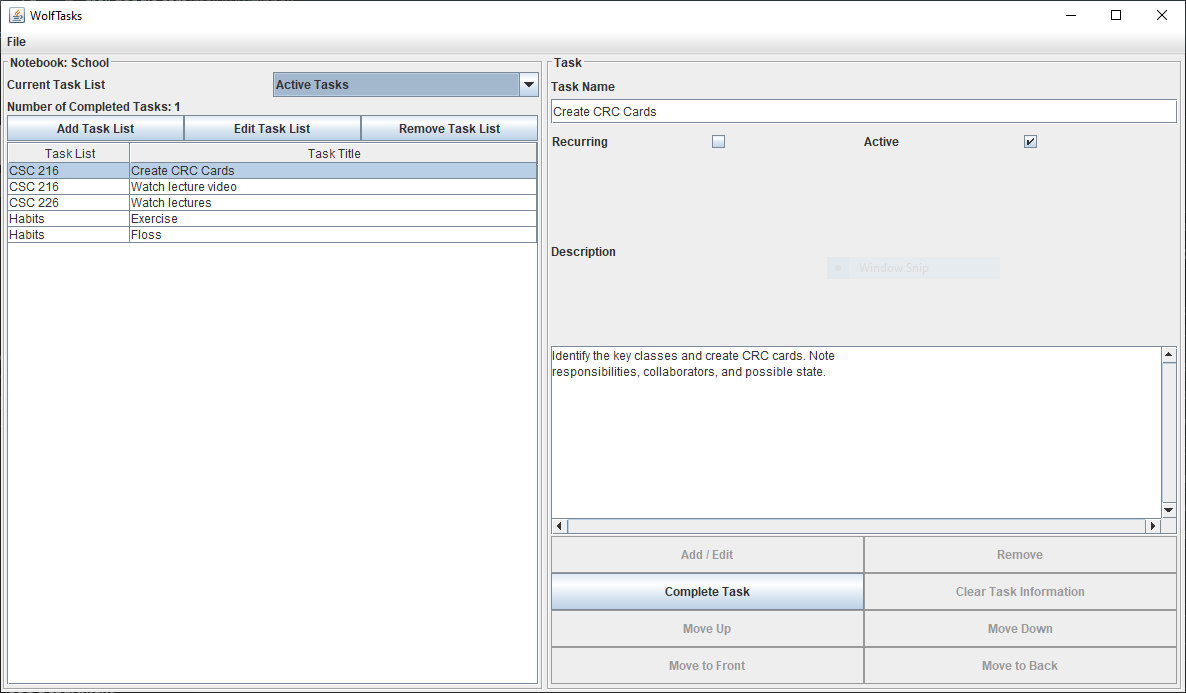 WolfTasks
File
Notebook: School
Current Task List
Active Tasks
Number of Completed Tasks: 1
Add Task List
Edit Task List
Remove Task List
Task List
Task Title
CSC 216
Create CRC Cards
CSC 216
Watch lecture video
CSC 226
Watch lectures
Habits
Exercise
Habits
Floss
Task
Task Name
Create CRC Cards
Recurring
Active
Description
Window Snip
Identify the key classes and create CRC cards. Note
responsibilities, collaborators, and possible state.
Add / Edit
Remove
Complete Task
Clear Task Information
Move Up
Move Down
Move to Front
Move to Back